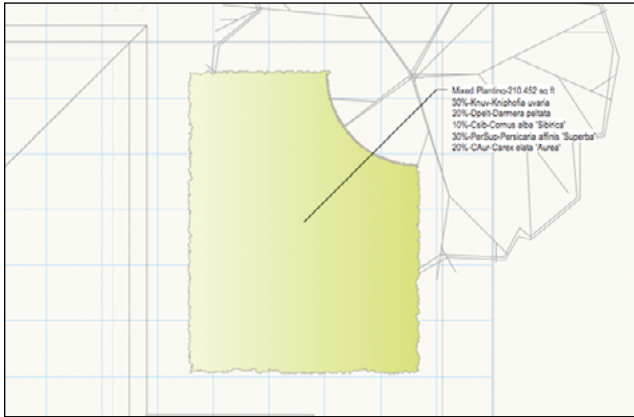 Mixed Planting-210.452 sq ft
30%-Knuv-Kniphofia uvaria
20%-Dpelt-Darmera peltata
10%-Csib-Cornus alba 'Sibirica'
30%-PerSup-Persicaria affinis 'Superba'
20%-CAur-Carex elata 'Aurea'